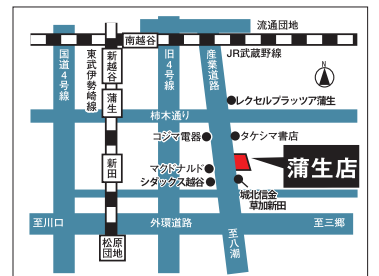 流通団地
南越谷
JR武蔵野線
国道4号線
東武伊勢崎線
新越谷
旧4号線
産業道路
N
レクセルプラッツア蒲生
蒲生
柿木通り
コジマ電器
タケシマ書店
蒲生店
新田
マクドナルド
シダックス越谷
城北信金
草加新田
至川口
外環道路
至三郷
至八潮
松原
団地